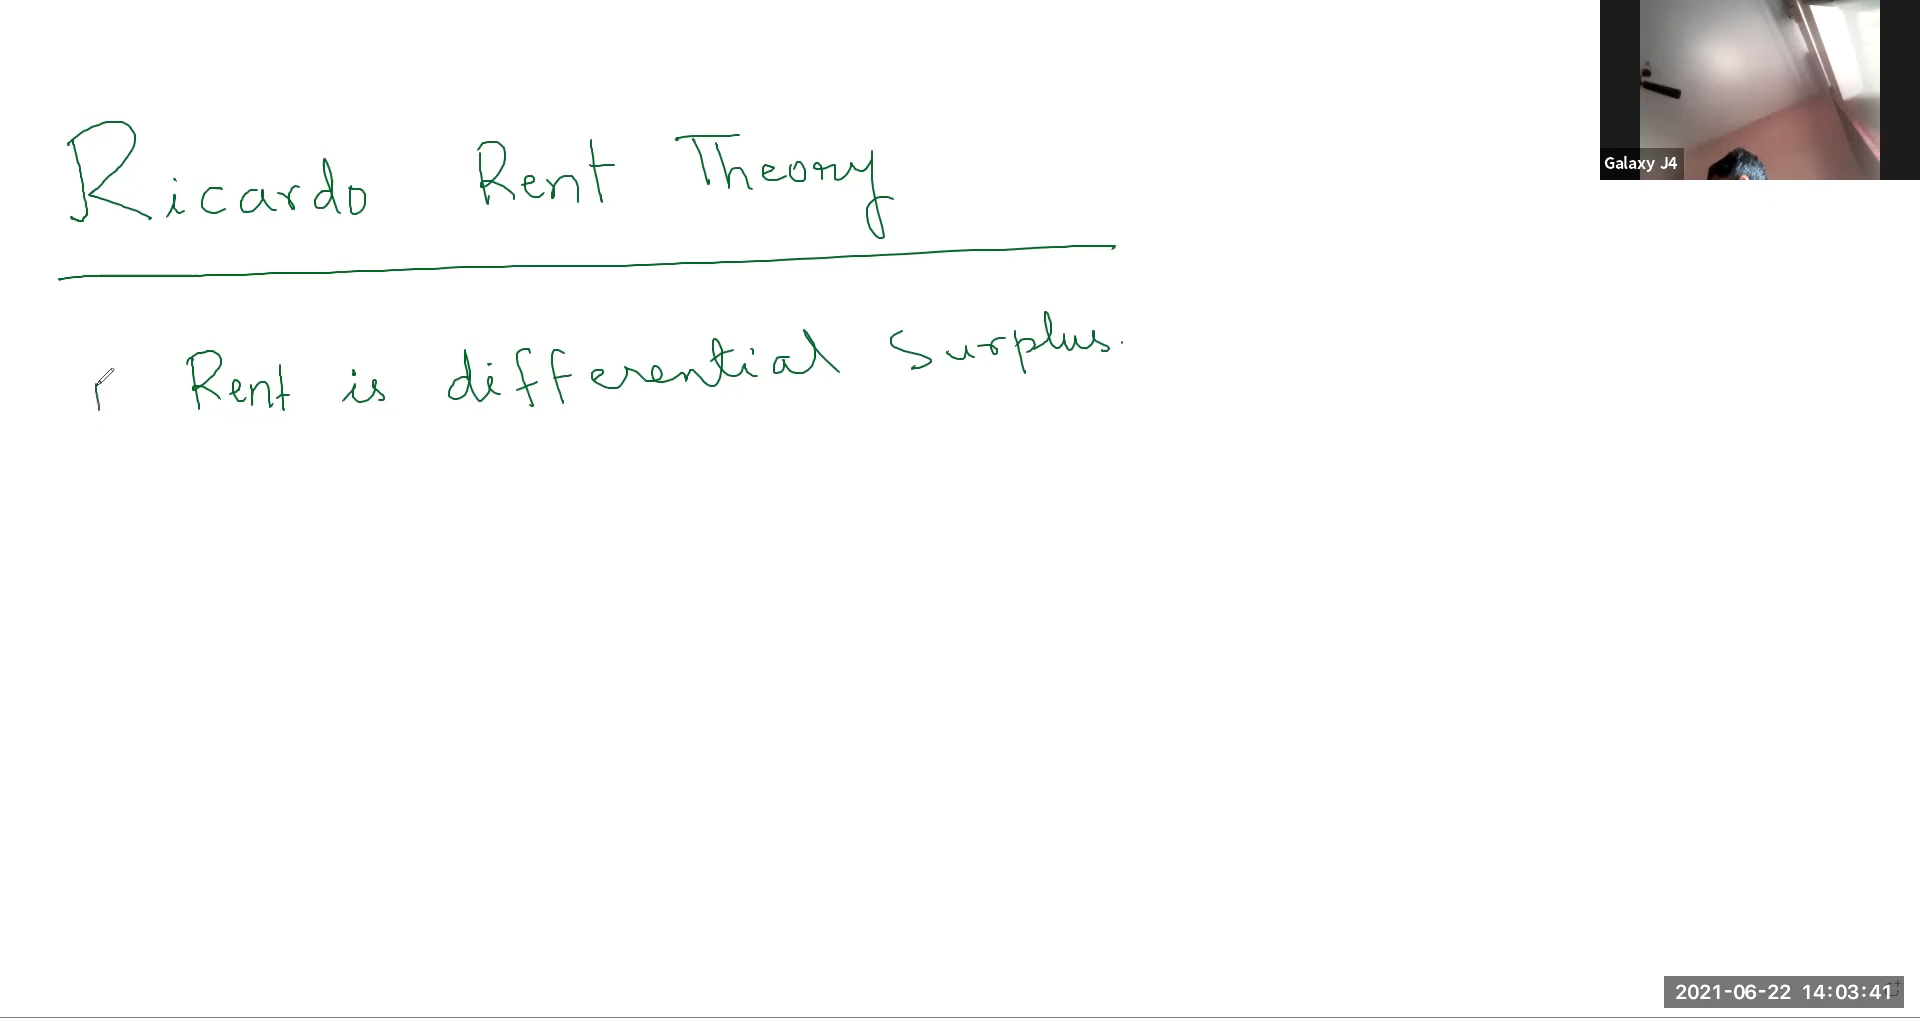 Ricardo Rent Theory
Rent is differential Surplus.
Galaxy J4
2021-06-22 14:03:41